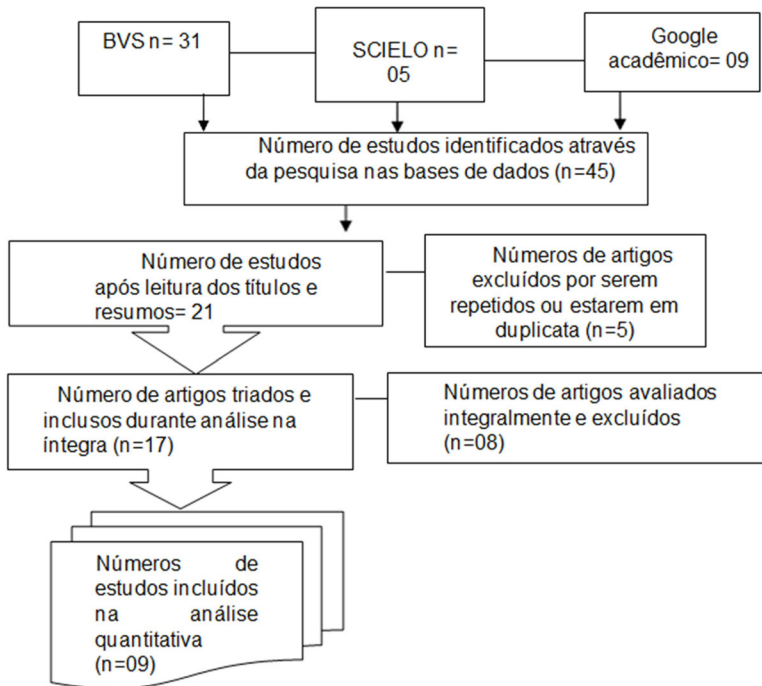 BVS n= 31
SCIELO n=
05
Google
acadêmico= 09
Número de estudos identificados através
da pesquisa nas bases de dados (n=45)
Número de estudos
após leitura dos títulos e
resumos= 21
Números de artigos
excluídos por serem
repetidos ou estarem em
duplicata (n=5)
Número de artigos triados e
inclusos durante análise na
íntegra (n=17)
Números de artigos avaliados
integralmente e excluídos
(n=08)
Números de
estudos incluídos
na análise
quantitativa
(n=09)